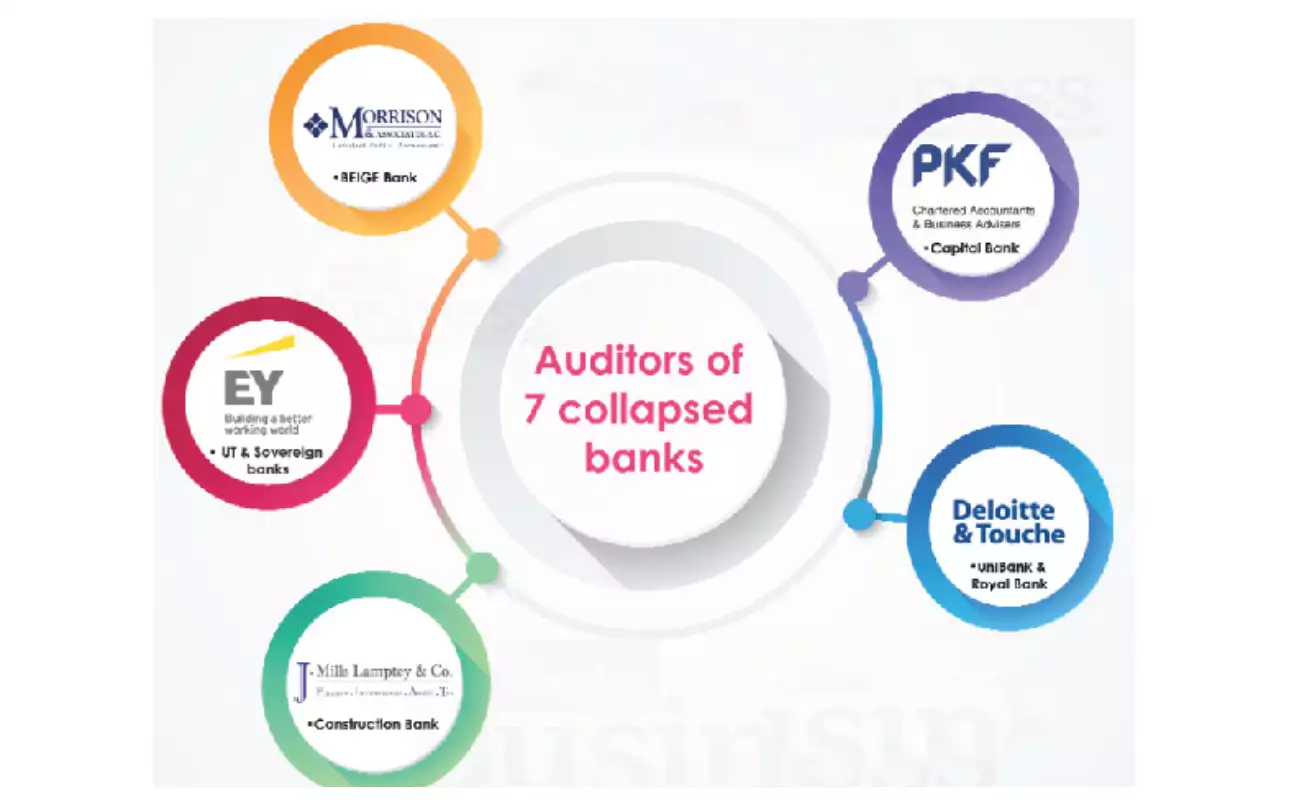 MORRISON
& ASSOCIATES
•BEIGE Bank
PKF
Chartered Accountants
& Business Advisers
•Capital Bank
EY
Building a better
working world
• UT & Sovereign
banks
Auditors of
7 collapsed
banks
Deloitte
& Touche
•UniBank &
Royal Bank
J. Mills Lamptey & Co.
•Construction Bank